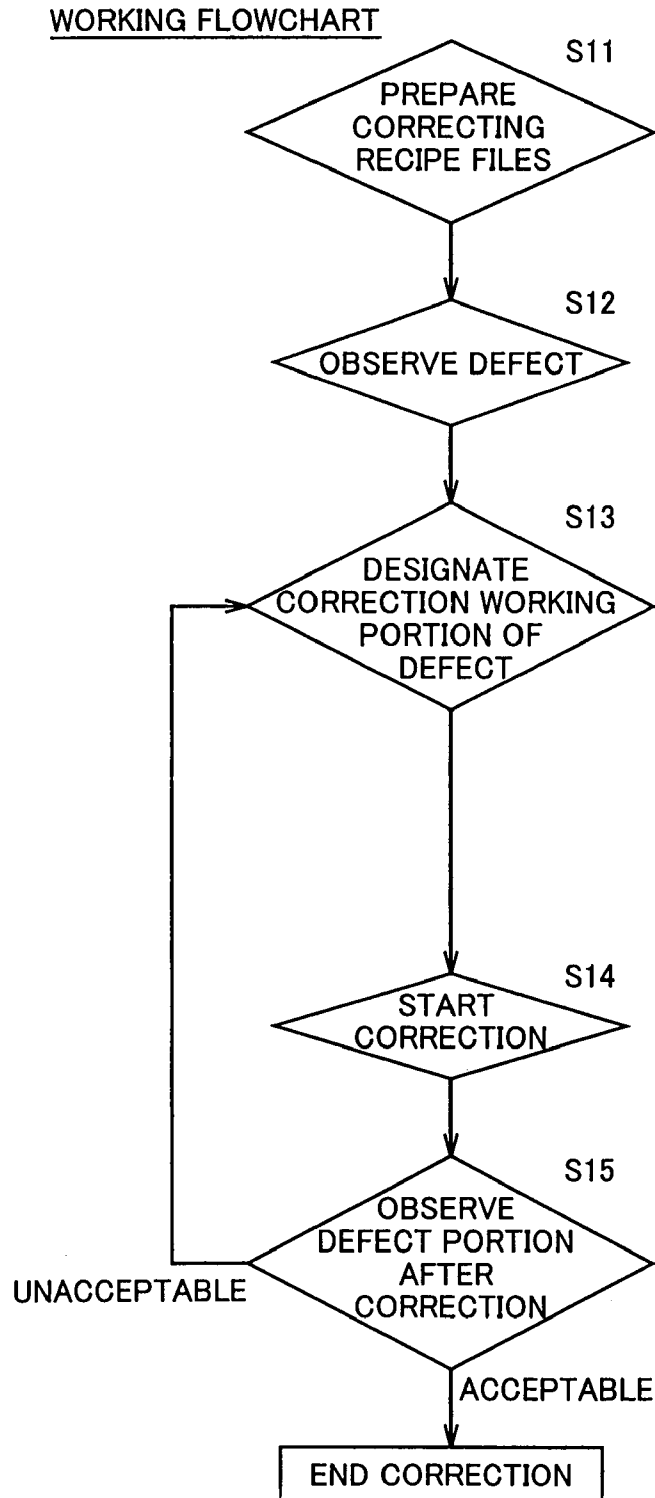 WORKING FLOWCHART
S11
PREPARE
CORRECTING
RECIPE FILES
S12
OBSERVE DEFECT
S13
DESIGNATE
CORRECTION WORKING
PORTION OF
DEFECT
S14
START
CORRECTION
S15
OBSERVE
DEFECT PORTION
AFTER
CORRECTION
UNACCEPTABLE
ACCEPTABLE
END CORRECTION